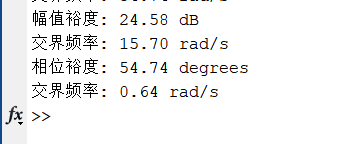 幅值裕度: 24.58 dB
交界频率: 15.70 rad/s
相位裕度: 54.74 degrees
交界频率: 0.64 rad/s
fx >>